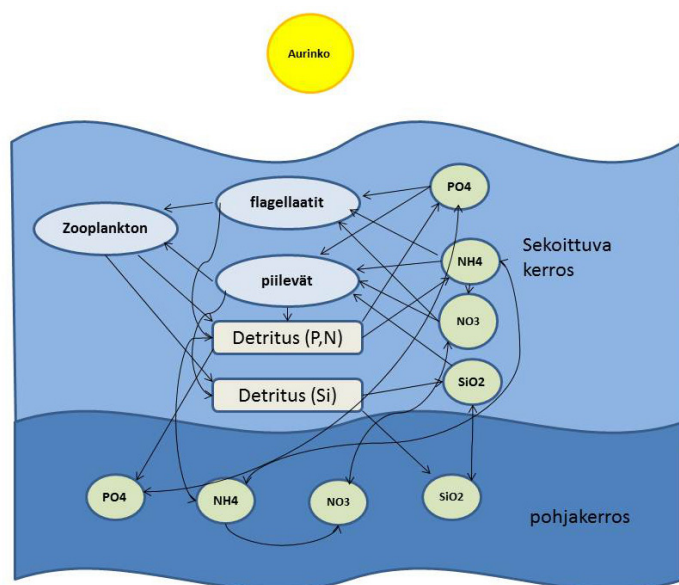 Aurinko
flagellaatit
PO4
Zooplankton
Sekoittuva
kerros
NH4
piilevät
NO3
Detritus (P,N)
SiO2
Detritus (Si)
PO4
NH4
NO3
SiO2
pohjakerros